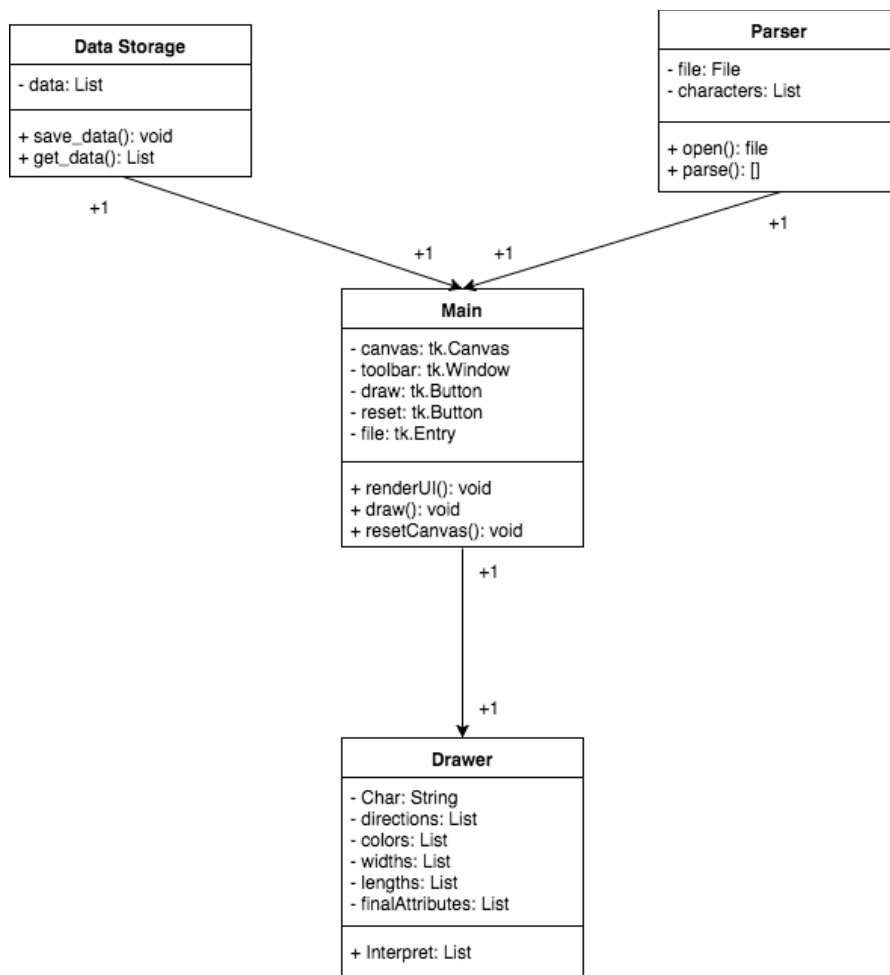 Data Storage
- data: List
+ save_data(): void
+ get_data(): List
Parser
- file: File
- characters: List
+ open(): file
+ parse(): []
+1
+1
+1
+1
Main
- canvas: tk.Canvas
- toolbar: tk.Window
- draw: tk.Button
- reset: tk.Button
- file: tk.Entry
+ renderUI(): void
+ draw(): void
+ resetCanvas(): void
+1
+1
Drawer
- Char: String
- directions: List
- colors: List
- widths: List
- lengths: List
- finalAttributes: List
+ Interpret: List